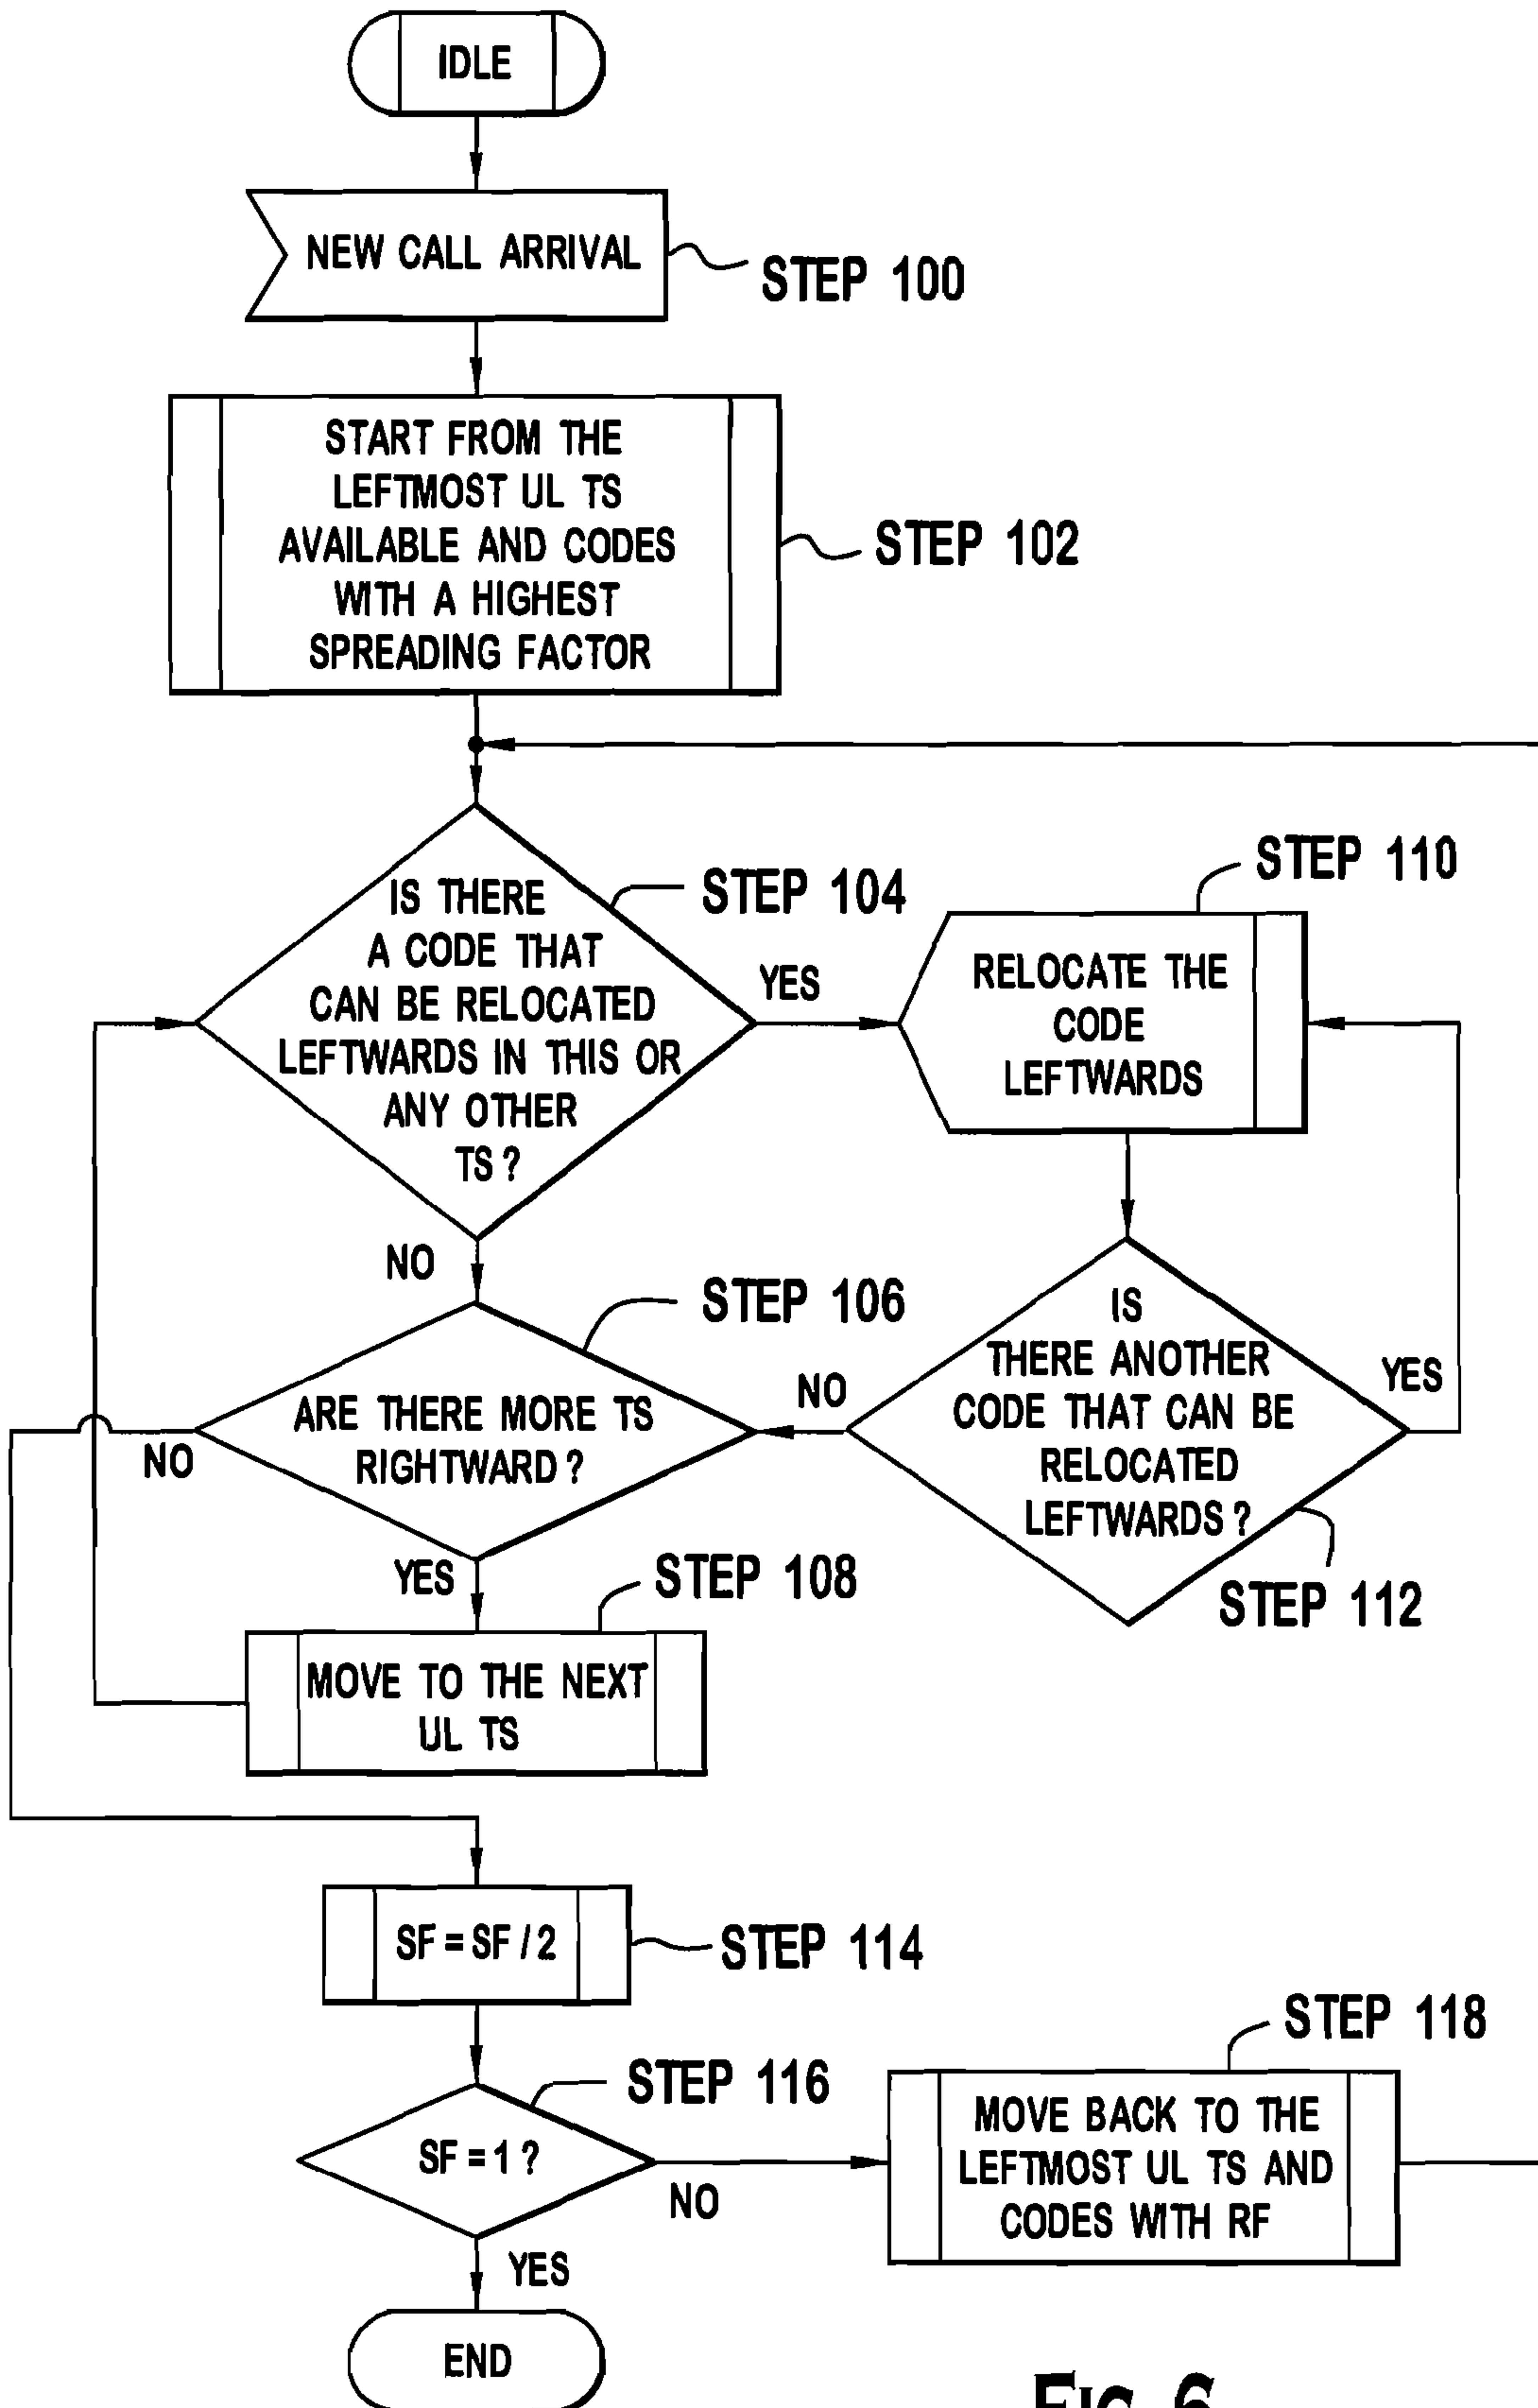 IDLE
NEW CALL ARRIVAL
STEP 100
START FROM THE
LEFTMOST UL TS
AVAILABLE AND CODES
WITH A HIGHEST
SPREADING FACTOR
STEP 102
IS THERE
A CODE THAT
CAN BE RELOCATED
LEFTWARDS IN THIS OR
ANY OTHER
TS ?
STEP 104
YES
NO
RELOCATE THE
CODE
LEFTWARDS
STEP 110
ARE THERE MORE TS
RIGHTWARD ?
STEP 106
NO
YES
IS
THERE ANOTHER
CODE THAT CAN BE
RELOCATED
LEFTWARDS ?
STEP 112
NO
YES
MOVE TO THE NEXT
UL TS
STEP 108
SF = SF / 2
STEP 114
SF = 1 ?
STEP 116
NO
YES
MOVE BACK TO THE
LEFTMOST UL TS AND
CODES WITH RF
STEP 118
END
FIG. 6